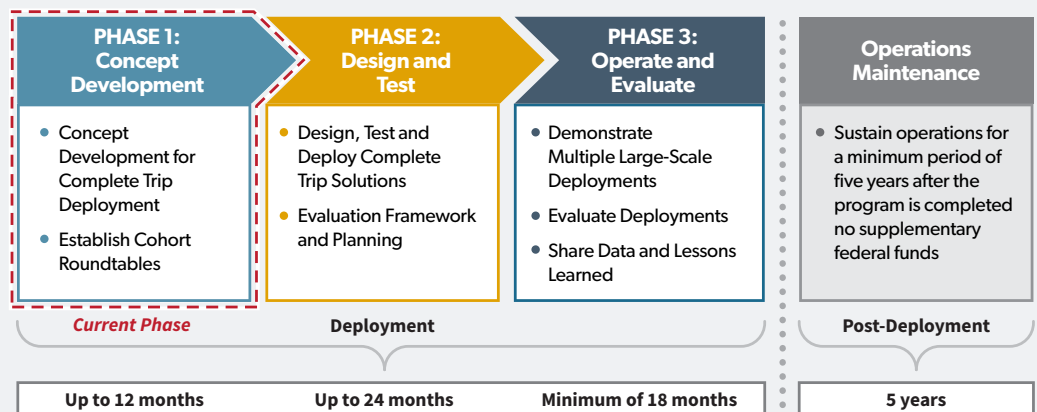 PHASE 1:
Concept
Development
• Concept
Development for
Complete Trip
Deployment
• Establish Cohort
Roundtables
PHASE 2:
Design and
Test
• Design, Test and
Deploy Complete
Trip Solutions
• Evaluation Framework
and Planning
PHASE 3:
Operate and
Evaluate
• Demonstrate
Multiple Large-Scale
Deployments
• Evaluate Deployments
• Share Data and Lessons
Learned
Operations
Maintenance
• Sustain operations for
a minimum period of
five years after the
program is completed
no supplementary
federal funds
Current Phase
Deployment
Post-Deployment
Up to 12 months
Up to 24 months
Minimum of 18 months
5 years